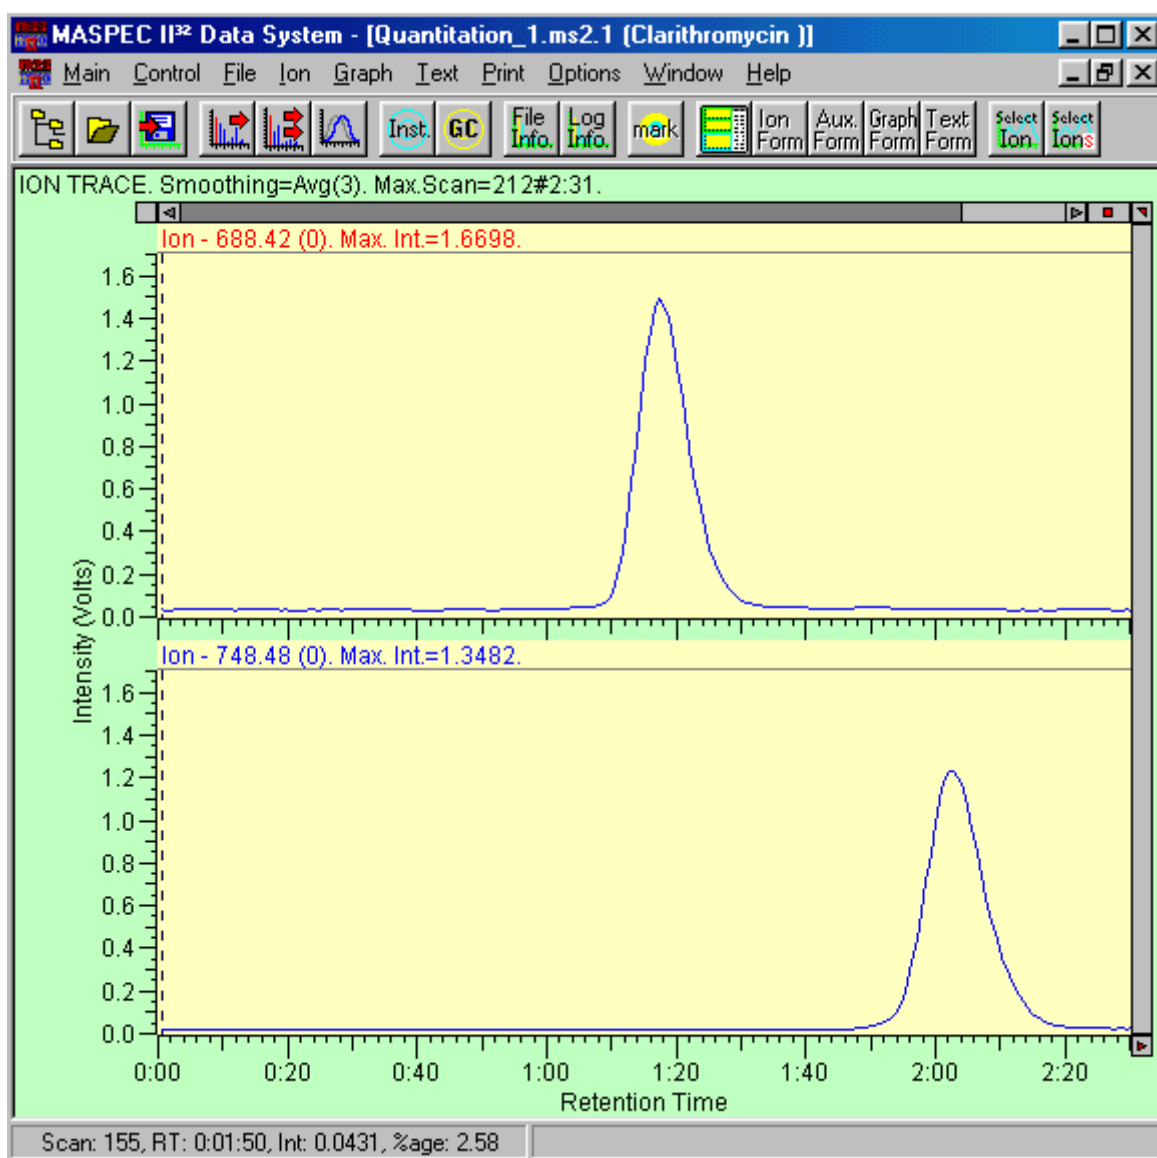 MASPEC II³² Data System - [Quantitation_1.ms2.1 (Clarithromycin )]
Main Control File Ion Graph Text Print Options Window Help
Inst. GC File Info. Log Info. mark Ion Form Aux. Form Graph Form Text Form Select Ion Select Ions
ION TRACE. Smoothing=Avg(3). Max.Scan=212#2:31.
Ion - 688.42 (0). Max. Int.=1.6698.
1.6
1.4
1.2
1.0
0.8
0.6
0.4
0.2
0.0
Intensity (Volts)
Ion - 748.48 (0). Max. Int.=1.3482.
1.6
1.4
1.2
1.0
0.8
0.6
0.4
0.2
0.0
0:00 0:20 0:40 1:00 1:20 1:40 2:00 2:20
Retention Time
Scan: 155, RT: 0:01:50, Int: 0.0431, %age: 2.58